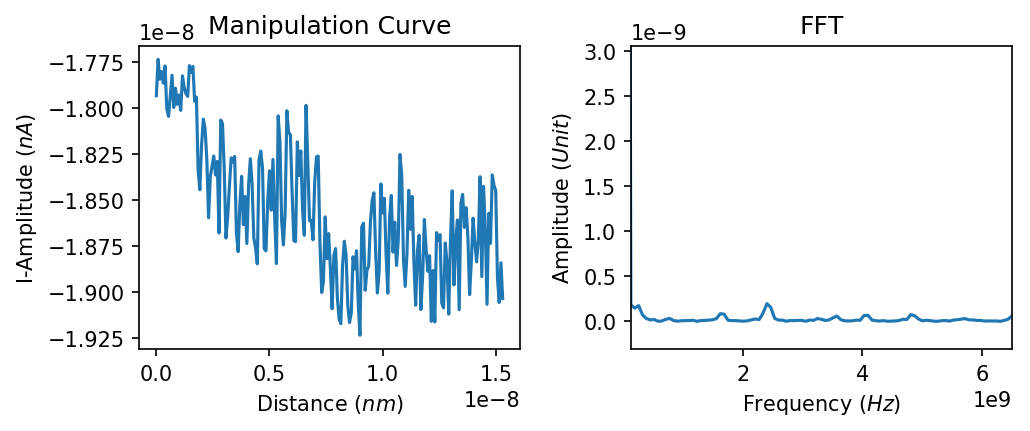 Manipulation Curve
1e−8
−1.775
−1.800
−1.825
−1.850
−1.875
−1.900
−1.925
I-Amplitude (nA)
0.0
0.5
1.0
1.5
1e−8
Distance (nm)
FFT
1e−9
3.0
2.5
2.0
1.5
1.0
0.5
0.0
Amplitude (Unit)
2
4
6
1e9
Frequency (Hz)